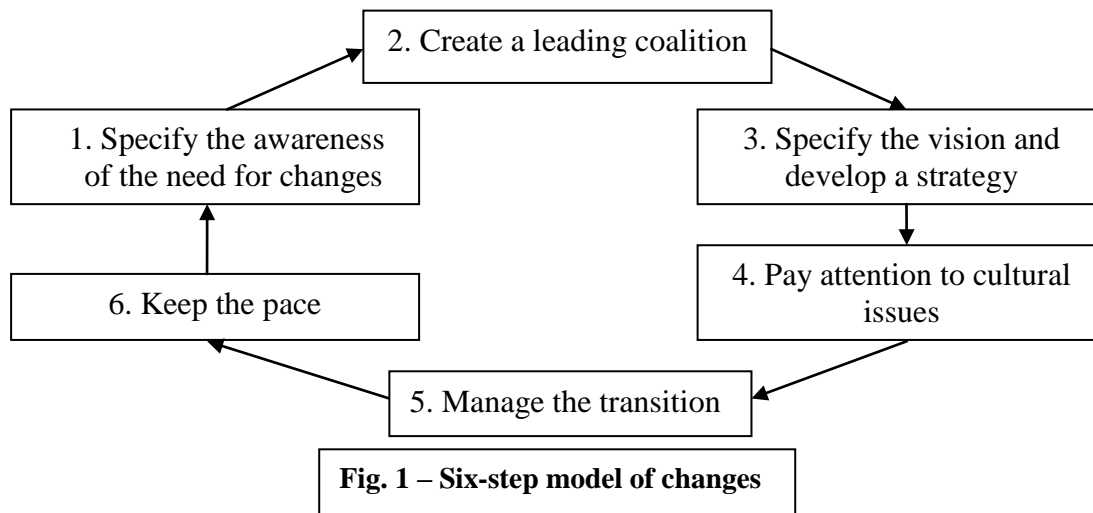 2. Create a leading coalition
1. Specify the awareness
of the need for changes
3. Specify the vision and
develop a strategy
4. Pay attention to cultural
issues
6. Keep the pace
5. Manage the transition
Fig. 1 – Six-step model of changes